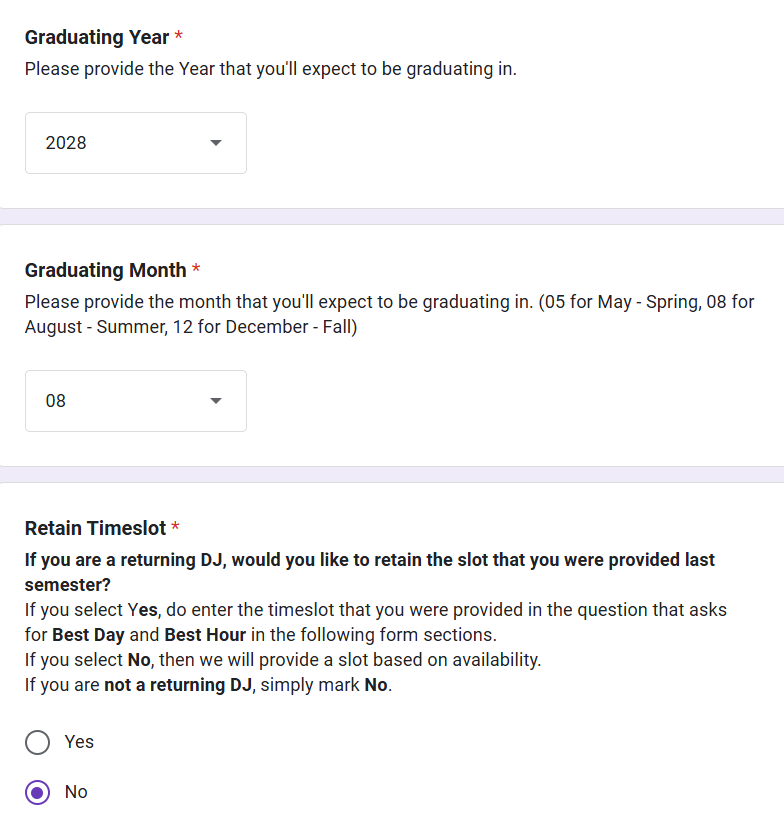 Graduating Year *
Please provide the Year that you'll expect to be graduating in.
2028
Graduating Month *
Please provide the month that you'll expect to be graduating in. (05 for May - Spring, 08 for
August - Summer, 12 for December - Fall)
08
Retain Timeslot *
If you are a returning DJ, would you like to retain the slot that you were provided last
semester?
If you select Yes, do enter the timeslot that you were provided in the question that asks
for Best Day and Best Hour in the following form sections.
If you select No, then we will provide a slot based on availability.
If you are not a returning DJ, simply mark No.
Yes
No